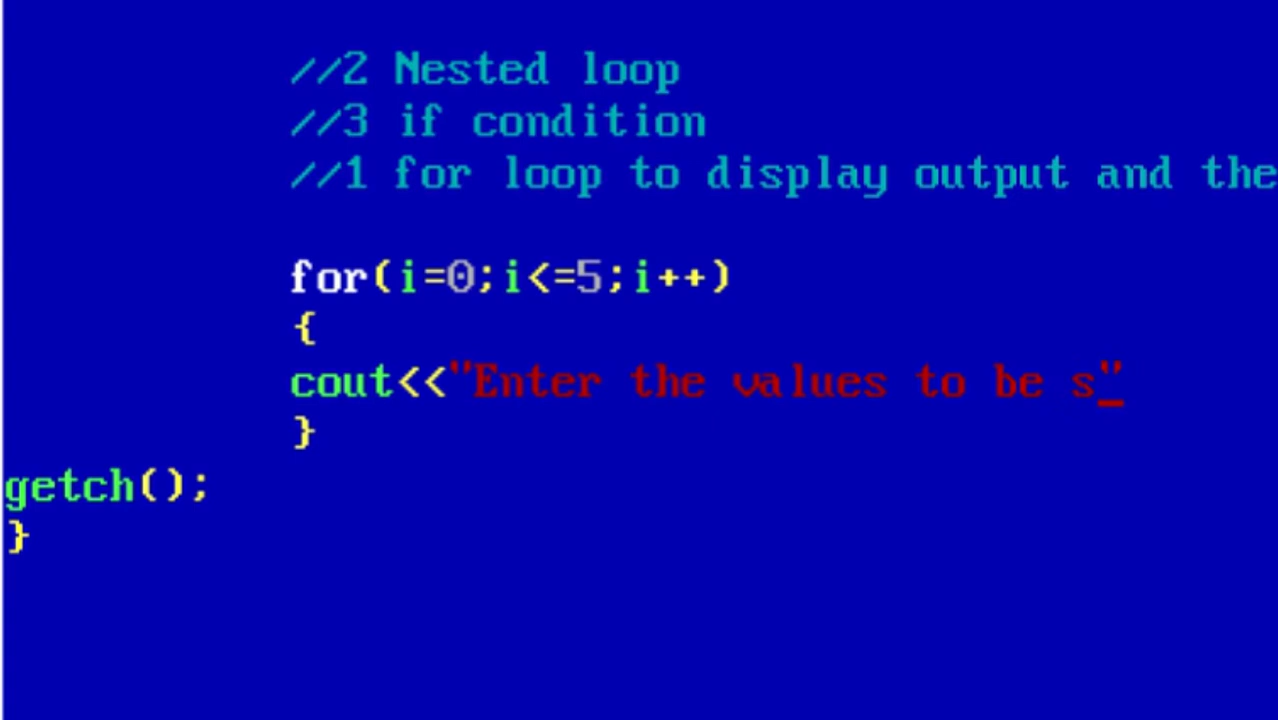 //2 Nested loop
//3 if condition
//1 for loop to display output and the
for(i=0;i<=5;i++)
{
cout<<"Enter the values to be s"
}
getch();
}